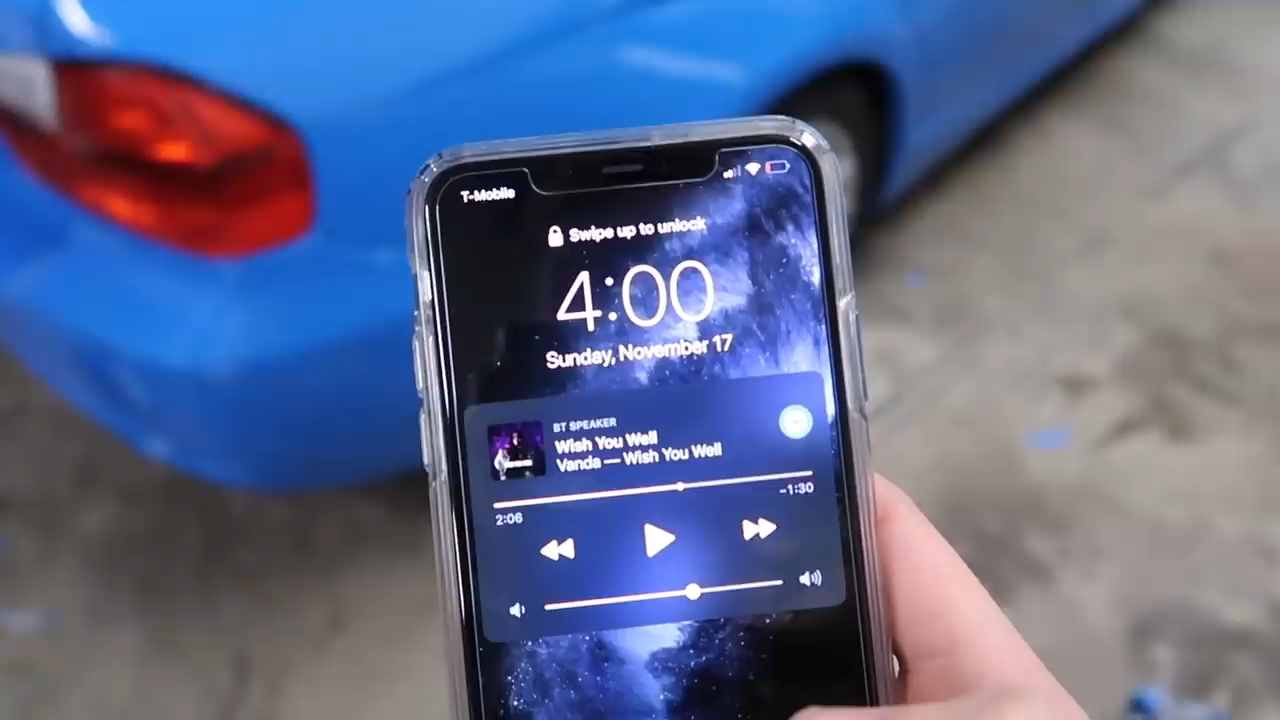 T-Mobile
Swipe up to unlock
4:00
Sunday, November 17
BT SPEAKER
Wish You Well
Vanda — Wish You Well
2:06
-1:30